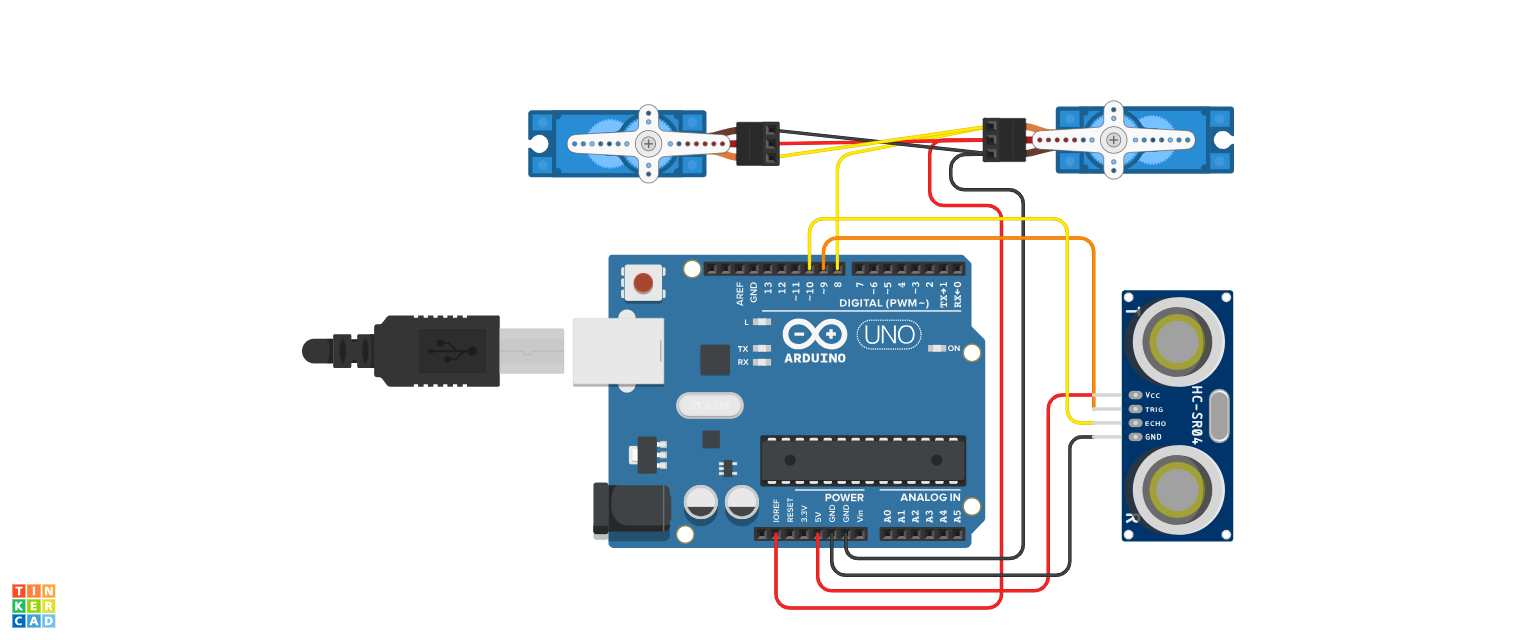 AREF
GND
13
12
~11
~10
~9
8
7
~6
~5
4
~3
2
TX→1
RX←0
DIGITAL (PWM~)
L
TX
RX
ARDUINO
UNO
ON
T
HC-SR04
Vcc
TRIG
ECHO
GND
R
POWER
ANALOG IN
IOREF
RESET
3.3V
5V
GND
GND
Vin
A0
A1
A2
A3
A4
A5
TIN
KER
CAD